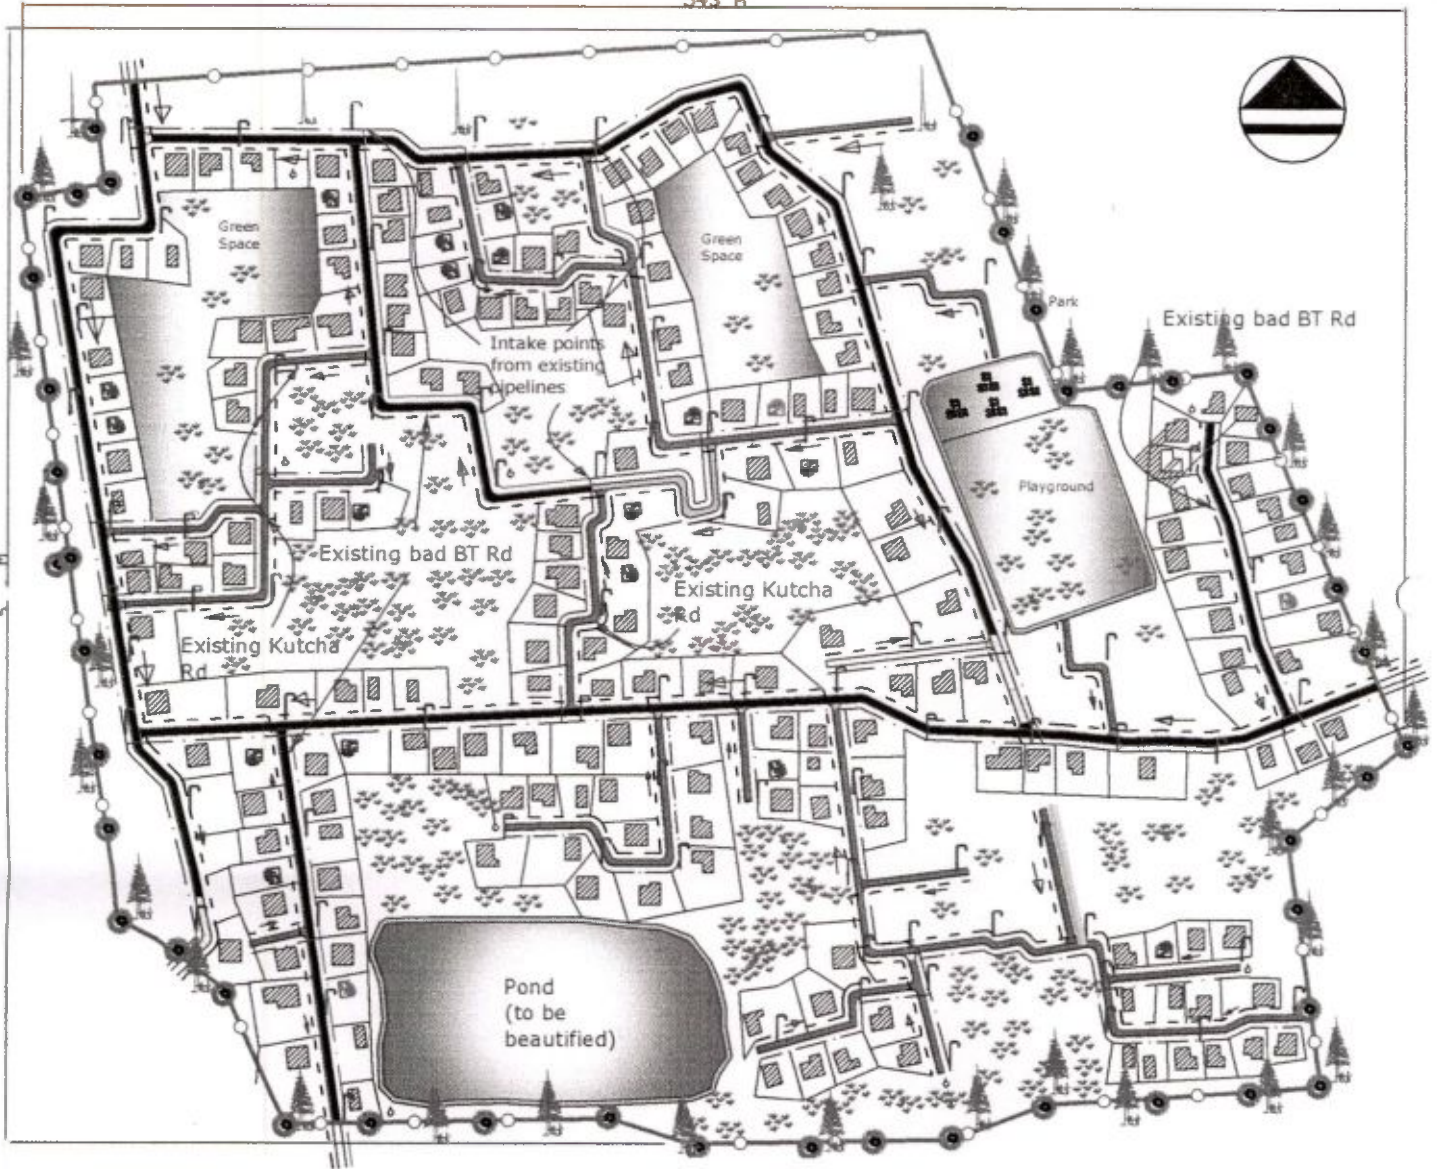 Green
Space
Green
Space
Park
Existing bad BT Rd
Intake points
from existing
pipelines
Playground
Existing bad BT Rd
Existing Kutcha
Rd
Existing Kutcha
Rd
Pond
(to be
beautified)